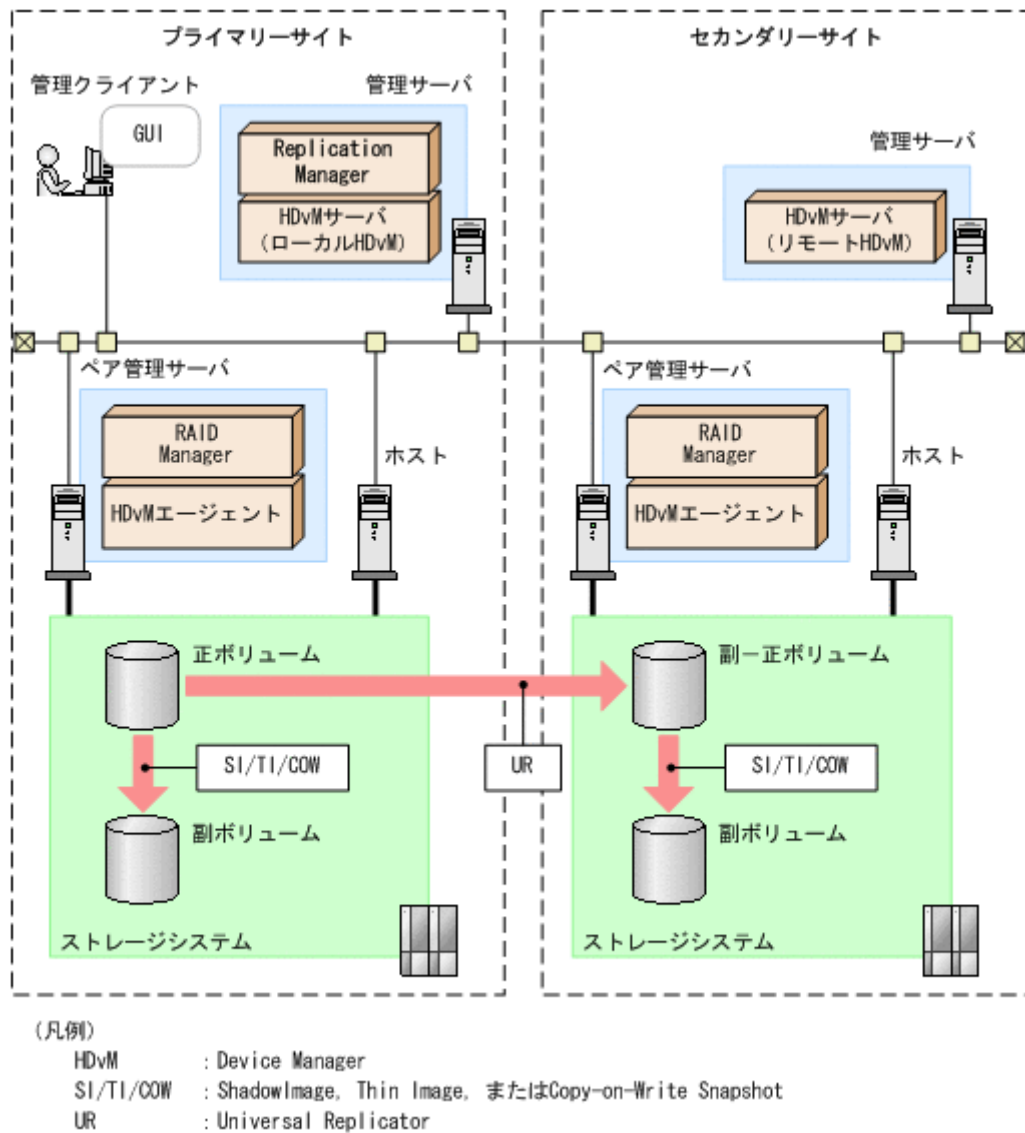 プライマリーサイト
セカンダリーサイト
管理クライアント
管理サーバ
GUI
Replication
Manager
HDvMサーバ
(ローカルHDvM)
管理サーバ
HDvMサーバ
(リモートHDvM)
ペア管理サーバ
RAID
Manager
HDvMエージェント
ホスト
ペア管理サーバ
RAID
Manager
HDvMエージェント
ホスト
正ボリューム
副－正ボリューム
SI/TI/COW
UR
SI/TI/COW
副ボリューム
副ボリューム
ストレージシステム
ストレージシステム
(凡例)
HDvM : Device Manager
SI/TI/COW : ShadowImage, Thin Image, またはCopy-on-Write Snapshot
UR : Universal Replicator